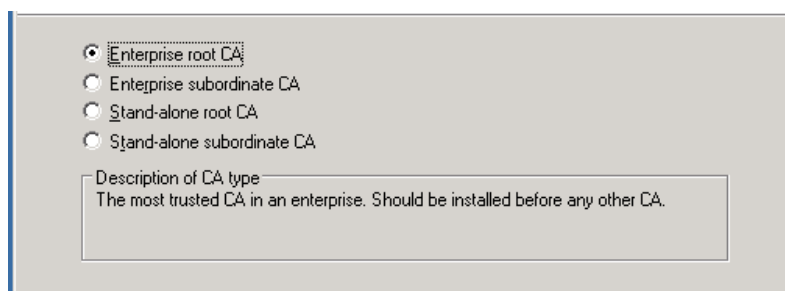 Enterprise root CA
Enterprise subordinate CA
Stand-alone root CA
Stand-alone subordinate CA
Description of CA type
The most trusted CA in an enterprise. Should be installed before any other CA.